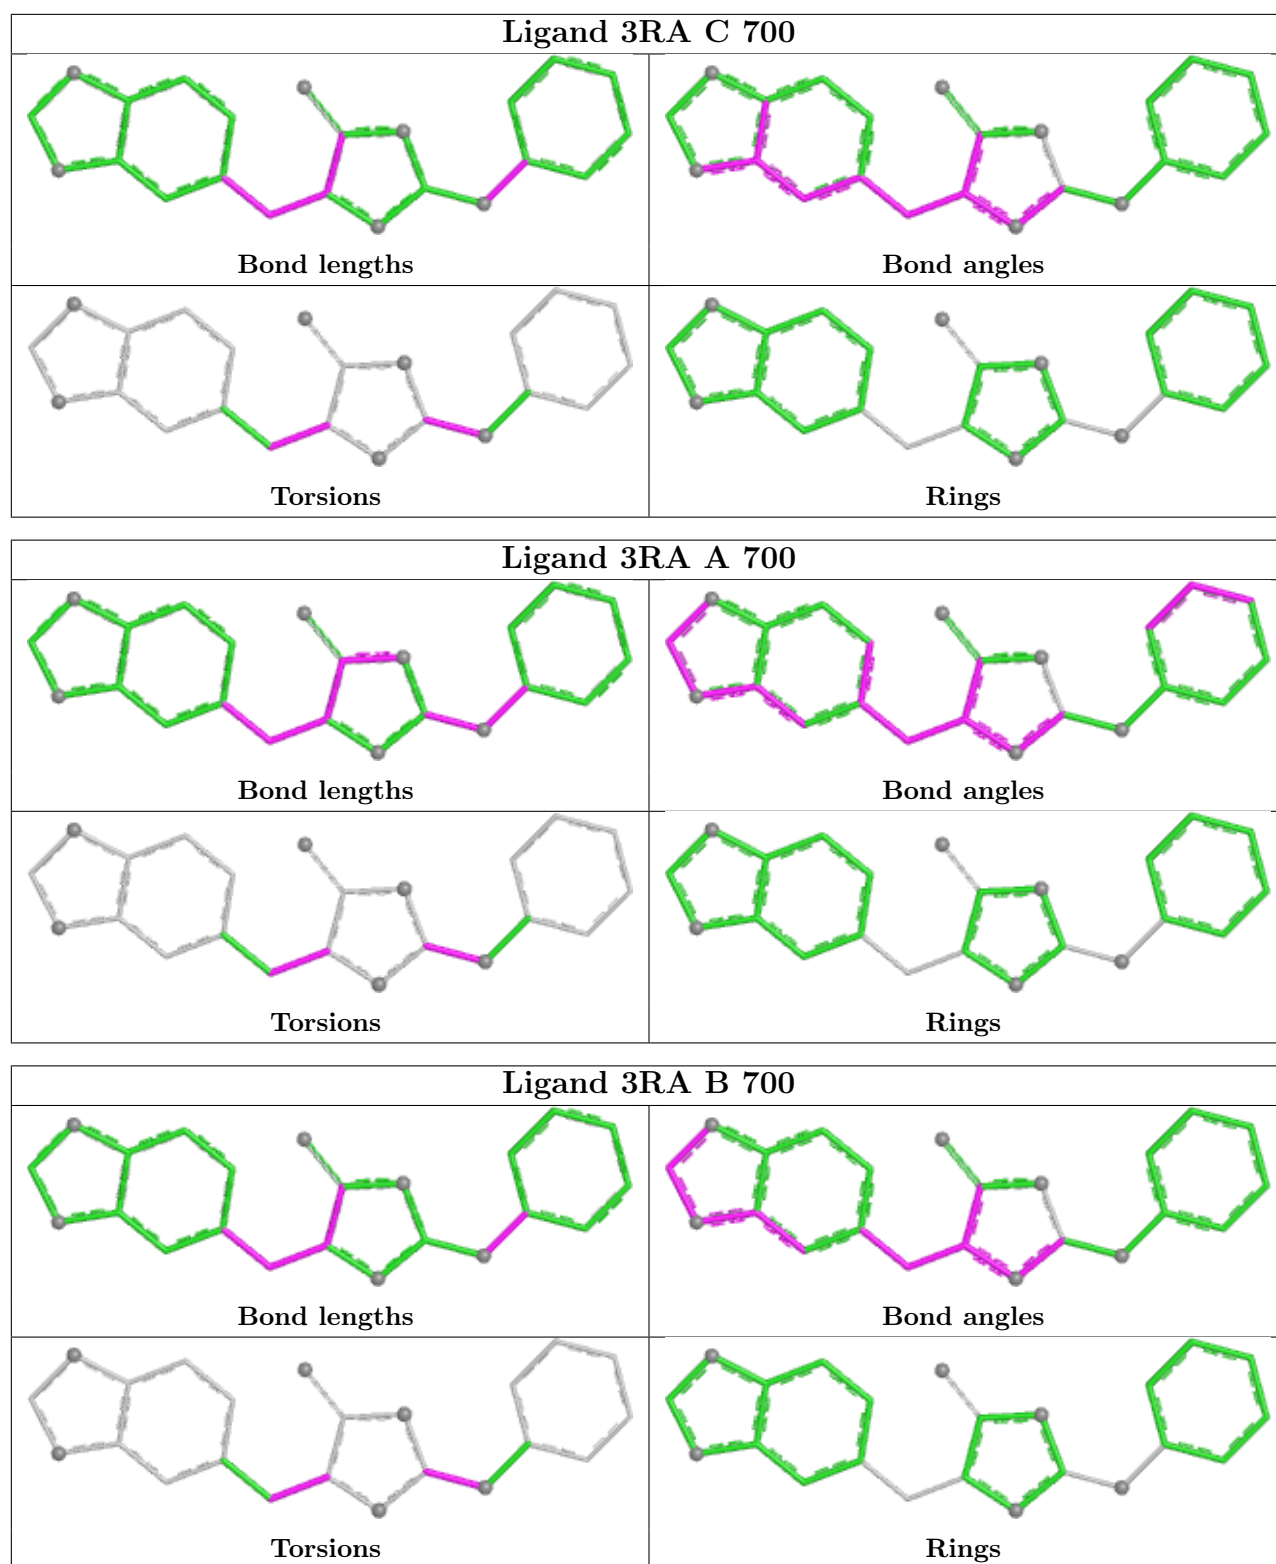 Ligand 3RA C 700
Bond lengths
Bond angles
Torsions
Rings
Ligand 3RA A 700
Bond lengths
Bond angles
Torsions
Rings
Ligand 3RA B 700
Bond lengths
Bond angles
Torsions
Rings